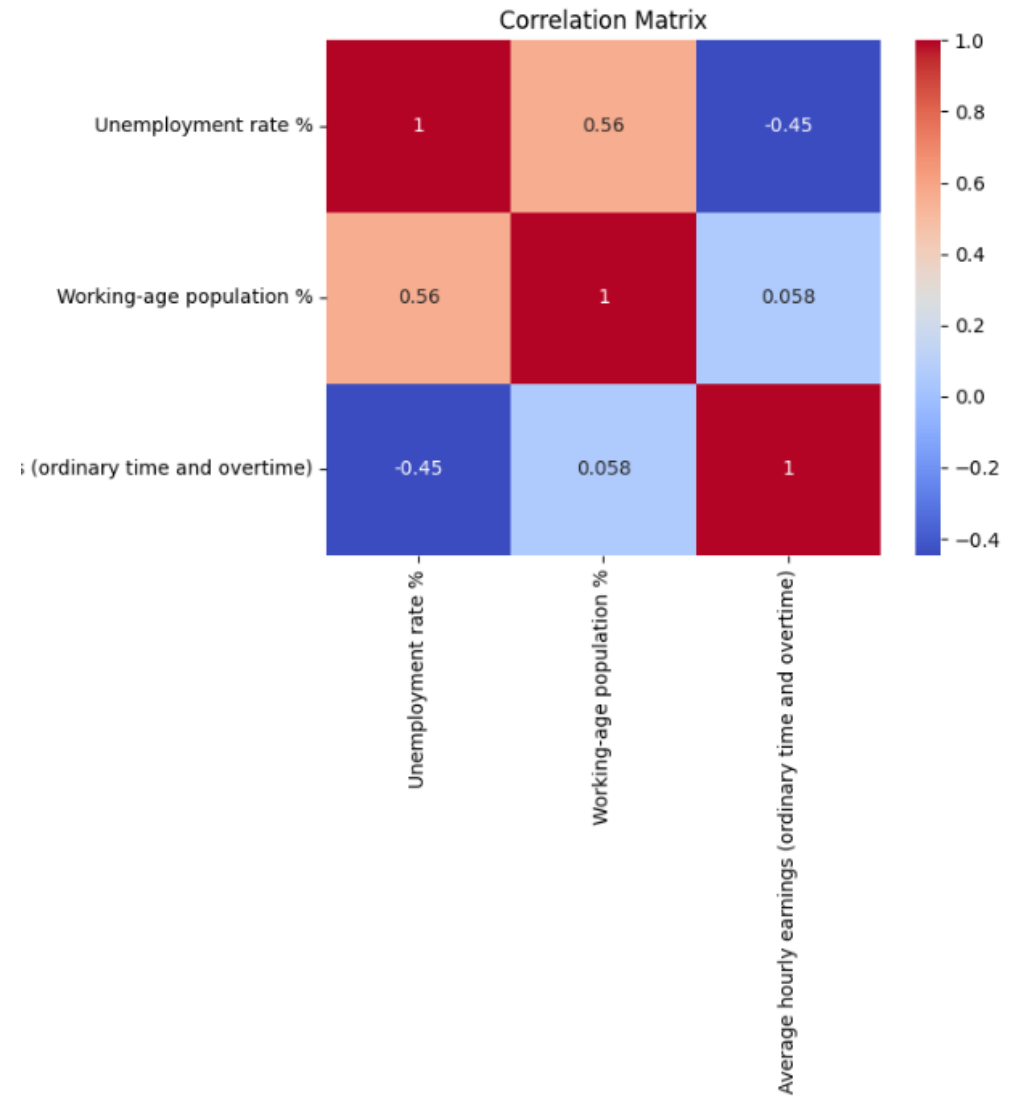 Correlation Matrix
Unemployment rate % 1 0.56 -0.45
Working-age population % 0.56 1 0.058
s (ordinary time and overtime) -0.45 0.058 1
1.0
0.8
0.6
0.4
0.2
0.0
−0.2
−0.4
Unemployment rate %
Working-age population %
Average hourly earnings (ordinary time and overtime)